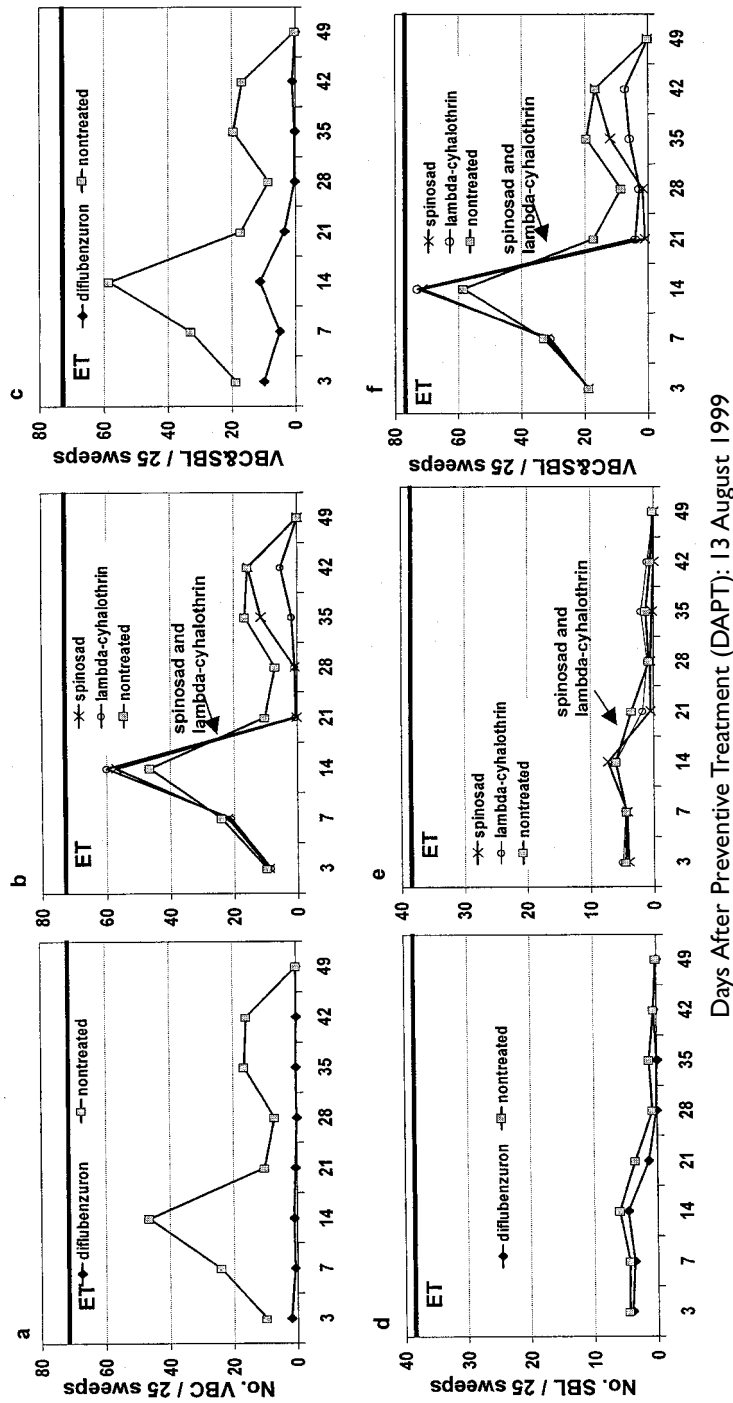 a
No. VBC / 25 sweeps
80
60
40
20
0
ET
diflubenzuron
nontreated
3 7 14 21 28 35 42 49
b
80
60
40
20
0
ET
spinosad
lambda-cyhalothrin
nontreated
spinosad and
lambda-cyhalothrin
3 7 14 21 28 35 42 49
c
VBC&SBL / 25 sweeps
80
60
40
20
0
ET
diflubenzuron
nontreated
3 7 14 21 28 35 42 49
d
No. SBL / 25 sweeps
40
30
20
10
0
ET
diflubenzuron
nontreated
3 7 14 21 28 35 42 49
e
40
30
20
10
0
ET
spinosad
lambda-cyhalothrin
nontreated
spinosad and
lambda-cyhalothrin
3 7 14 21 28 35 42 49
f
VBC&SBL / 25 sweeps
80
60
40
20
0
ET
spinosad
lambda-cyhalothrin
nontreated
spinosad and
lambda-cyhalothrin
3 7 14 21 28 35 42 49
Days After Preventive Treatment (DAPT): 13 August 1999